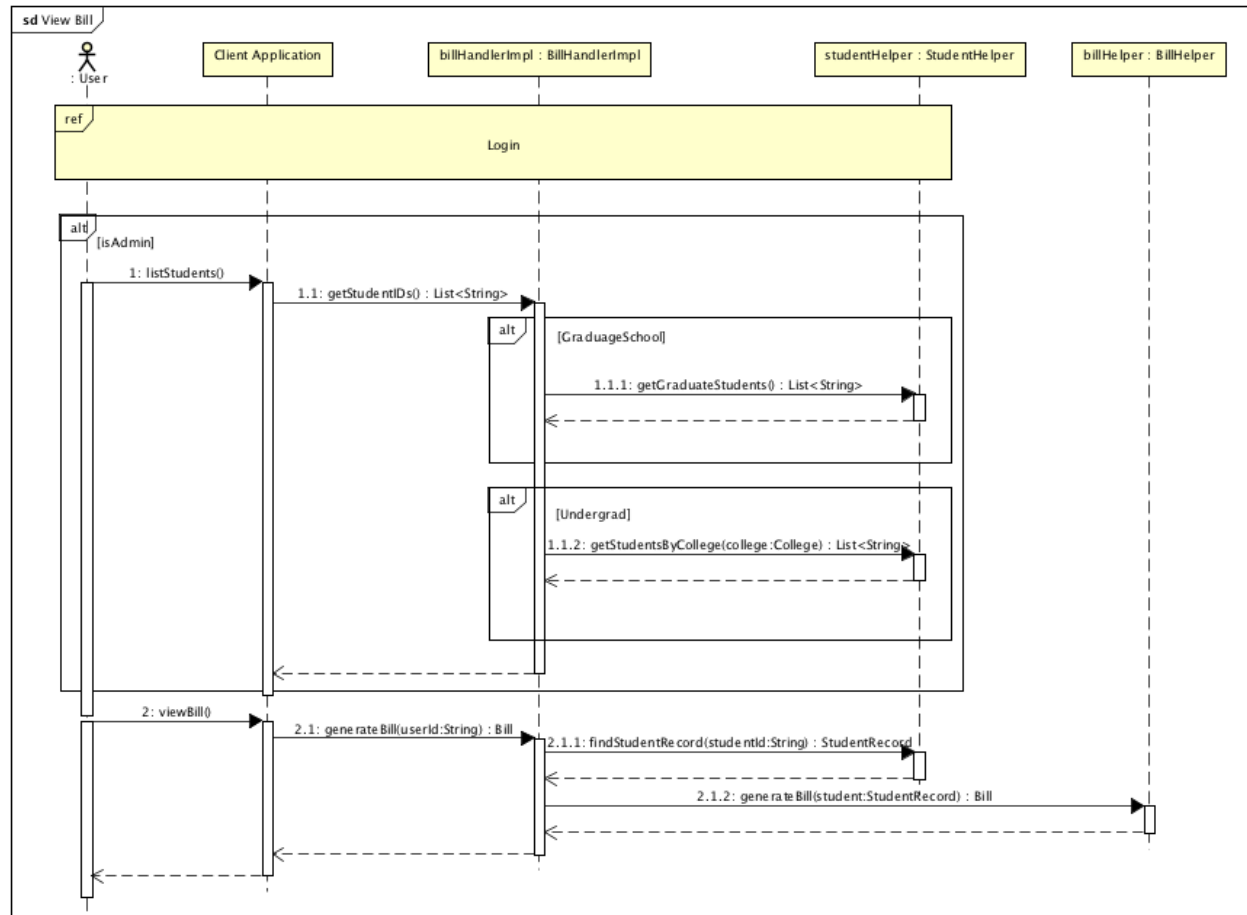 sd View Bill
: User
Client Application
billHandlerImpl : BillHandlerImpl
studentHelper : StudentHelper
billHelper : BillHelper
ref
Login
alt
[isAdmin]
1: listStudents()
1.1: getStudentIDs() : List<String>
alt
[GraduageSchool]
1.1.1: getGraduateStudents() : List<String>
alt
[Undergrad]
1.1.2: getStudentsByCollege(college:College) : List<String>
2: viewBill()
2.1: generateBill(userId:String) : Bill
2.1.1: findStudentRecord(studentId:String) : StudentRecord
2.1.2: generateBill(student:StudentRecord) : Bill